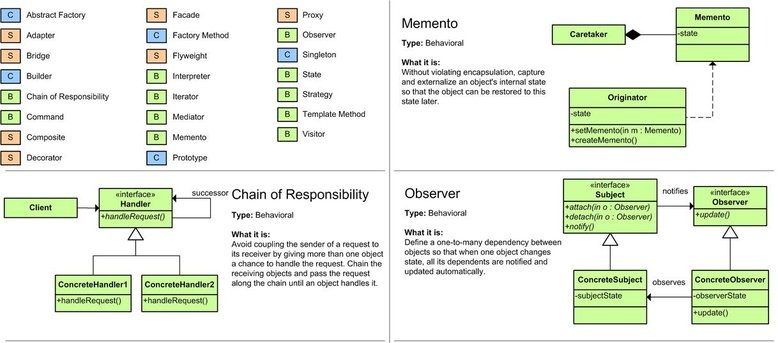 C Abstract Factory
S Adapter
S Bridge
C Builder
B Chain of Responsibility
B Command
S Composite
S Decorator
S Facade
C Factory Method
S Flyweight
B Interpreter
B Iterator
B Mediator
B Memento
C Prototype
S Proxy
B Observer
C Singleton
B State
B Strategy
B Template Method
B Visitor
Memento
Type: Behavioral
What it is:
Without violating encapsulation, capture
and externalize an object's internal state
so that the object can be restored to this
state later.
Caretaker
Memento
-state
Originator
-state
+setMemento(in m : Memento)
+createMemento()
Client
«interface»
Handler
+handleRequest()
successor
ConcreteHandler1
+handleRequest()
ConcreteHandler2
+handleRequest()
Chain of Responsibility
Type: Behavioral
What it is:
Avoid coupling the sender of a request to
its receiver by giving more than one object
a chance to handle the request. Chain the
receiving objects and pass the request
along the chain until an object handles it.
Observer
Type: Behavioral
What it is:
Define a one-to-many dependency between
objects so that when one object changes
state, all its dependents are notified and
updated automatically.
«interface»
Subject
+attach(in o : Observer)
+detach(in o : Observer)
+notify()
notifies
«interface»
Observer
+update()
ConcreteSubject
-subjectState
observes
ConcreteObserver
-observerState
+update()